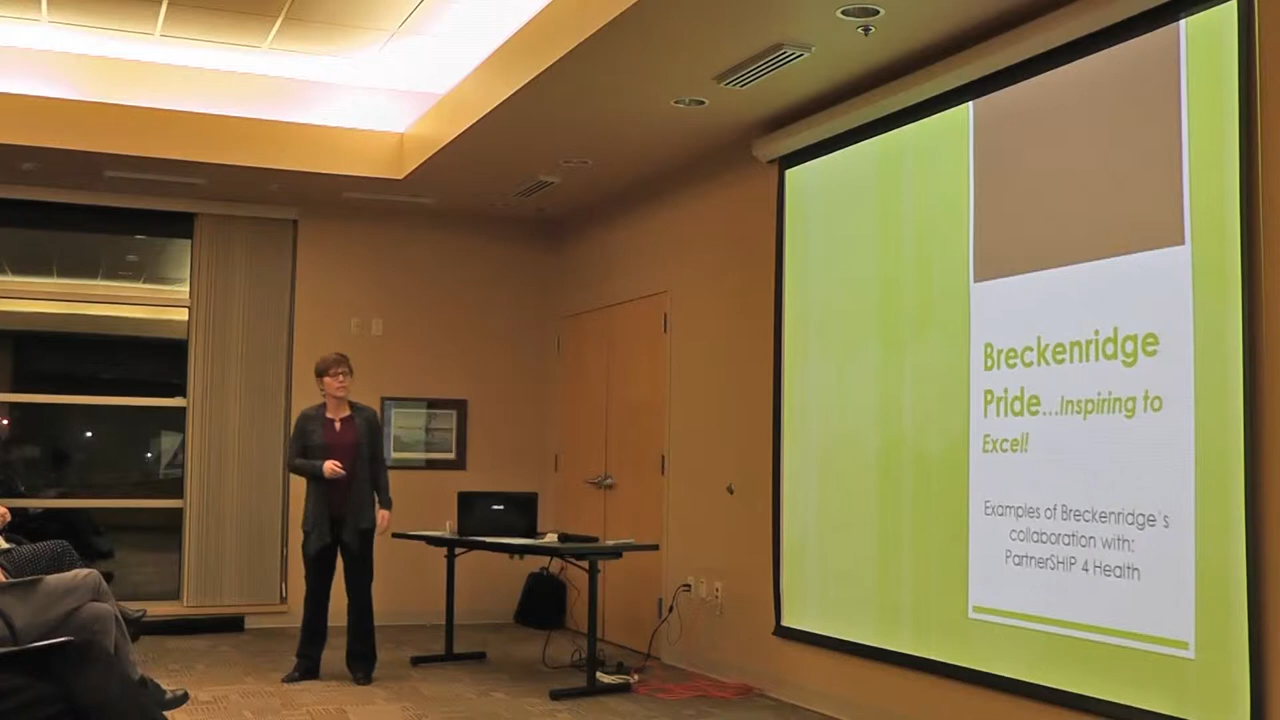 Breckenridge
Pride...Inspiring to
Excel!
Examples of Breckenridge's
collaboration with:
PartnerSHIP 4 Health